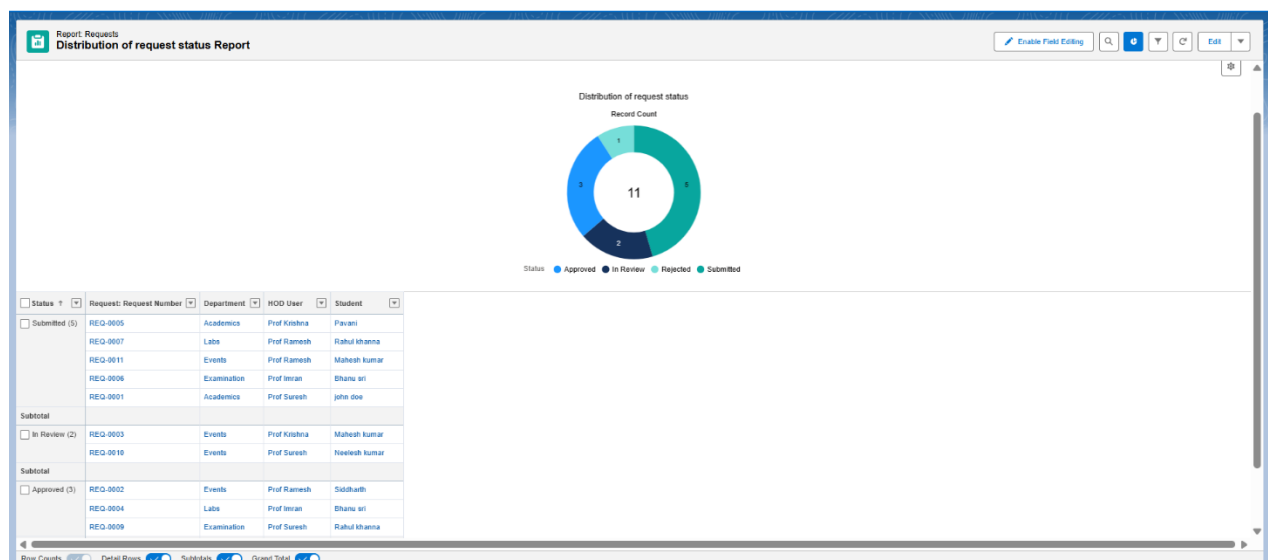 Report: Requests
Distribution of request status Report
Enable Field Editing
Edit
Distribution of request status
Record Count
1
3
5
11
2
Status Approved In Review Rejected Submitted
Status ↑ Request: Request Number Department HOD User Student
Submitted (5) REQ-0005 Academics Prof Krishna Pavani
REQ-0007 Labs Prof Ramesh Rahul khanna
REQ-0011 Events Prof Ramesh Mahesh kumar
REQ-0006 Examination Prof Imran Bhanu sri
REQ-0001 Academics Prof Suresh john doe
Subtotal
In Review (2) REQ-0003 Events Prof Krishna Mahesh kumar
REQ-0010 Events Prof Suresh Neelesh kumar
Subtotal
Approved (3) REQ-0002 Events Prof Ramesh Siddharth
REQ-0004 Labs Prof Imran Bhanu sri
REQ-0009 Examination Prof Suresh Rahul khanna
Row Counts Detail Rows Subtotals Grand Total